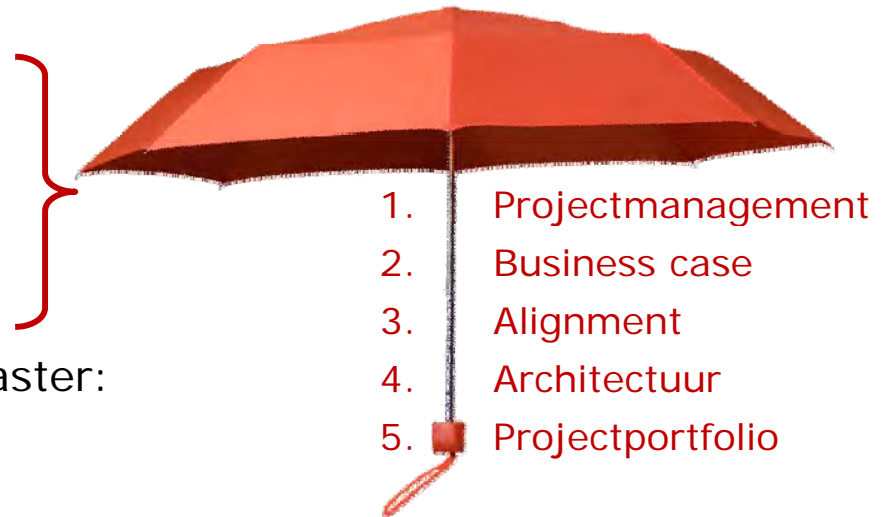 1. Projectmanagement
2. Business case
3. Alignment
aster:
4. Architectuur
5. Projectportfolio